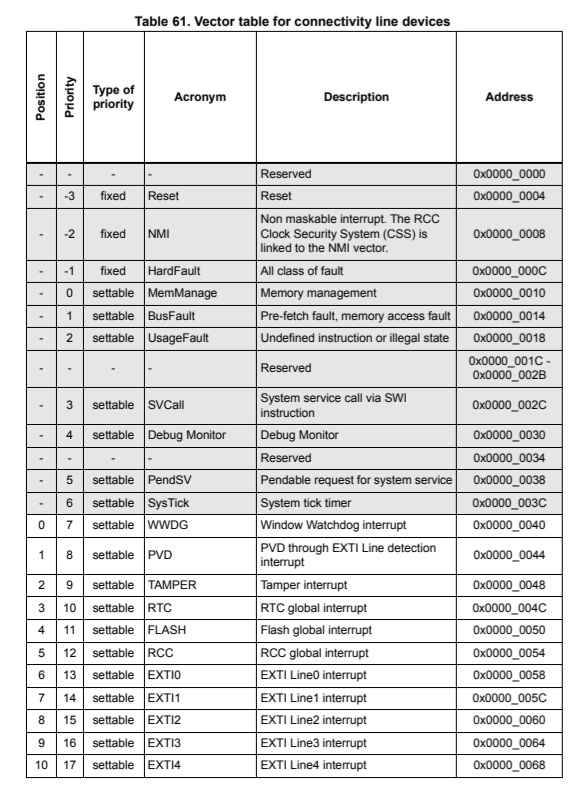 Table 61. Vector table for connectivity line devices
Position Priority Type of priority Acronym Description Address
- - - - Reserved 0x0000_0000
- -3 fixed Reset Reset 0x0000_0004
- -2 fixed NMI Non maskable interrupt. The RCC Clock Security System (CSS) is linked to the NMI vector. 0x0000_0008
- -1 fixed HardFault All class of fault 0x0000_000C
- 0 settable MemManage Memory management 0x0000_0010
- 1 settable BusFault Pre-fetch fault, memory access fault 0x0000_0014
- 2 settable UsageFault Undefined instruction or illegal state 0x0000_0018
- - - - Reserved 0x0000_001C - 0x0000_002B
- 3 settable SVCall System service call via SWI instruction 0x0000_002C
- 4 settable Debug Monitor Debug Monitor 0x0000_0030
- - - - Reserved 0x0000_0034
- 5 settable PendSV Pendable request for system service 0x0000_0038
- 6 settable SysTick System tick timer 0x0000_003C
0 7 settable WWDG Window Watchdog interrupt 0x0000_0040
1 8 settable PVD PVD through EXTI Line detection interrupt 0x0000_0044
2 9 settable TAMPER Tamper interrupt 0x0000_0048
3 10 settable RTC RTC global interrupt 0x0000_004C
4 11 settable FLASH Flash global interrupt 0x0000_0050
5 12 settable RCC RCC global interrupt 0x0000_0054
6 13 settable EXTI0 EXTI Line0 interrupt 0x0000_0058
7 14 settable EXTI1 EXTI Line1 interrupt 0x0000_005C
8 15 settable EXTI2 EXTI Line2 interrupt 0x0000_0060
9 16 settable EXTI3 EXTI Line3 interrupt 0x0000_0064
10 17 settable EXTI4 EXTI Line4 interrupt 0x0000_0068